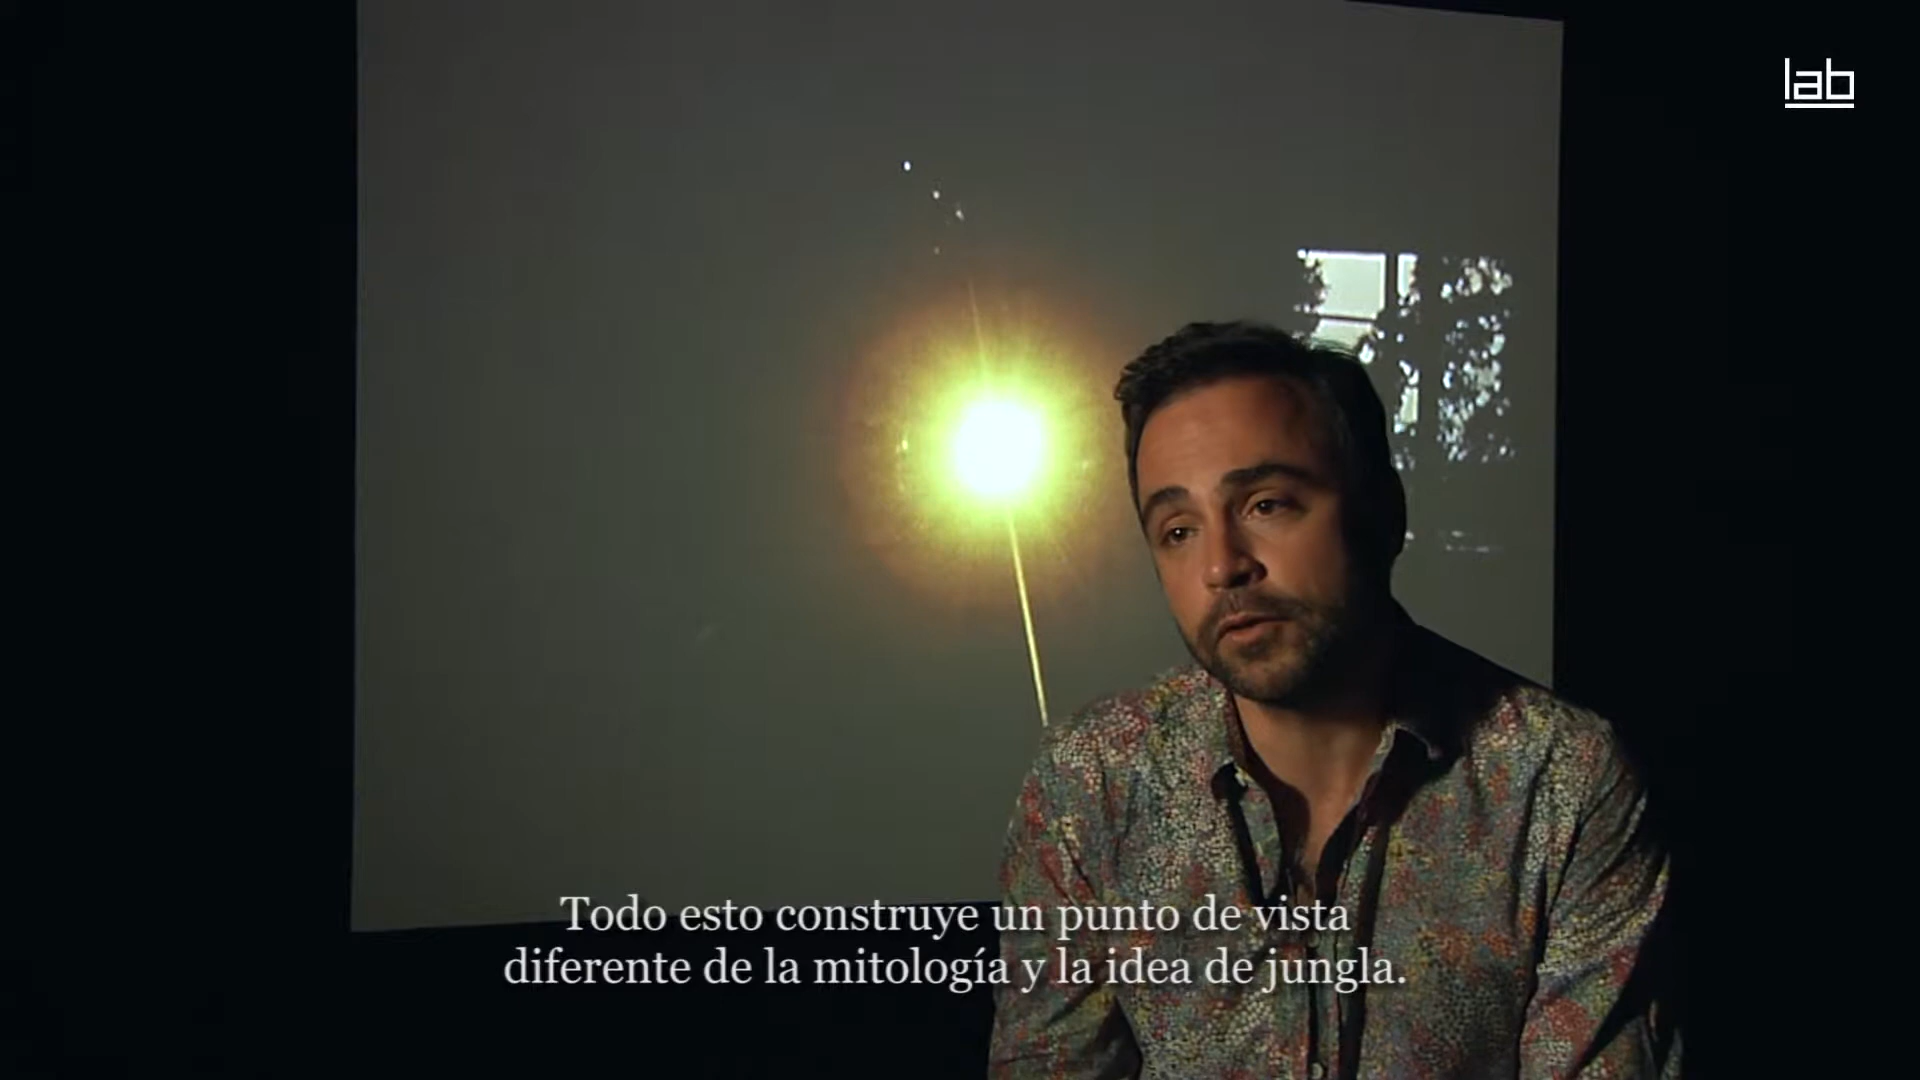 lab
Todo esto construye un punto de vista
diferente de la mitología y la idea de jungla.